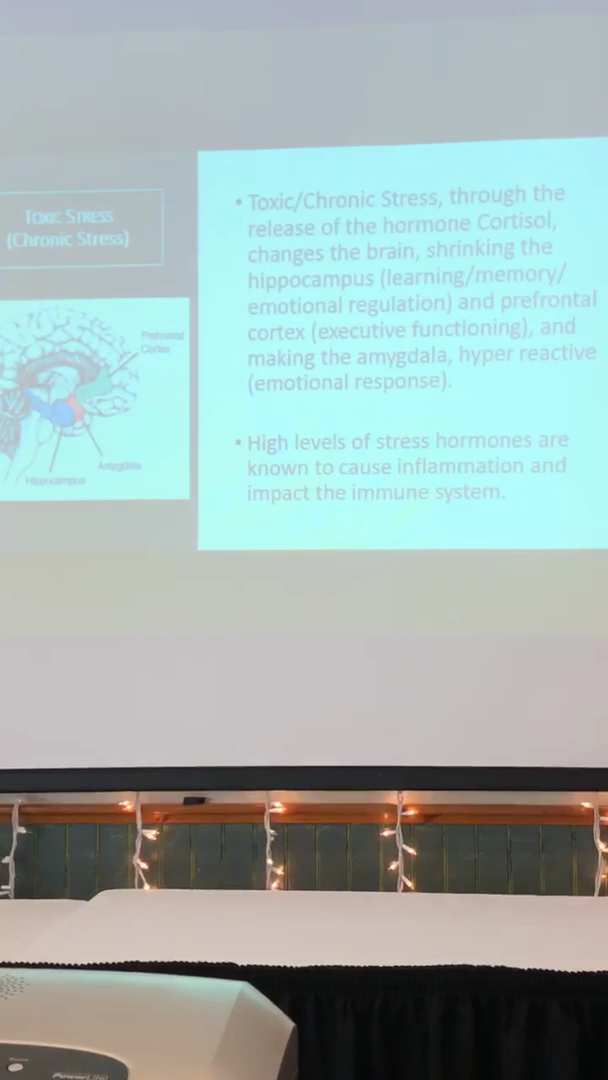 Toxic Stress
(Chronic Stress)
Prefrontal
Cortex
Amygdala
Hippocampus
• Toxic/Chronic Stress, through the
release of the hormone Cortisol,
changes the brain, shrinking the
hippocampus (learning/memory/
emotional regulation) and prefrontal
cortex (executive functioning), and
making the amygdala, hyper reactive
(emotional response).
• High levels of stress hormones are
known to cause inflammation and
impact the immune system.